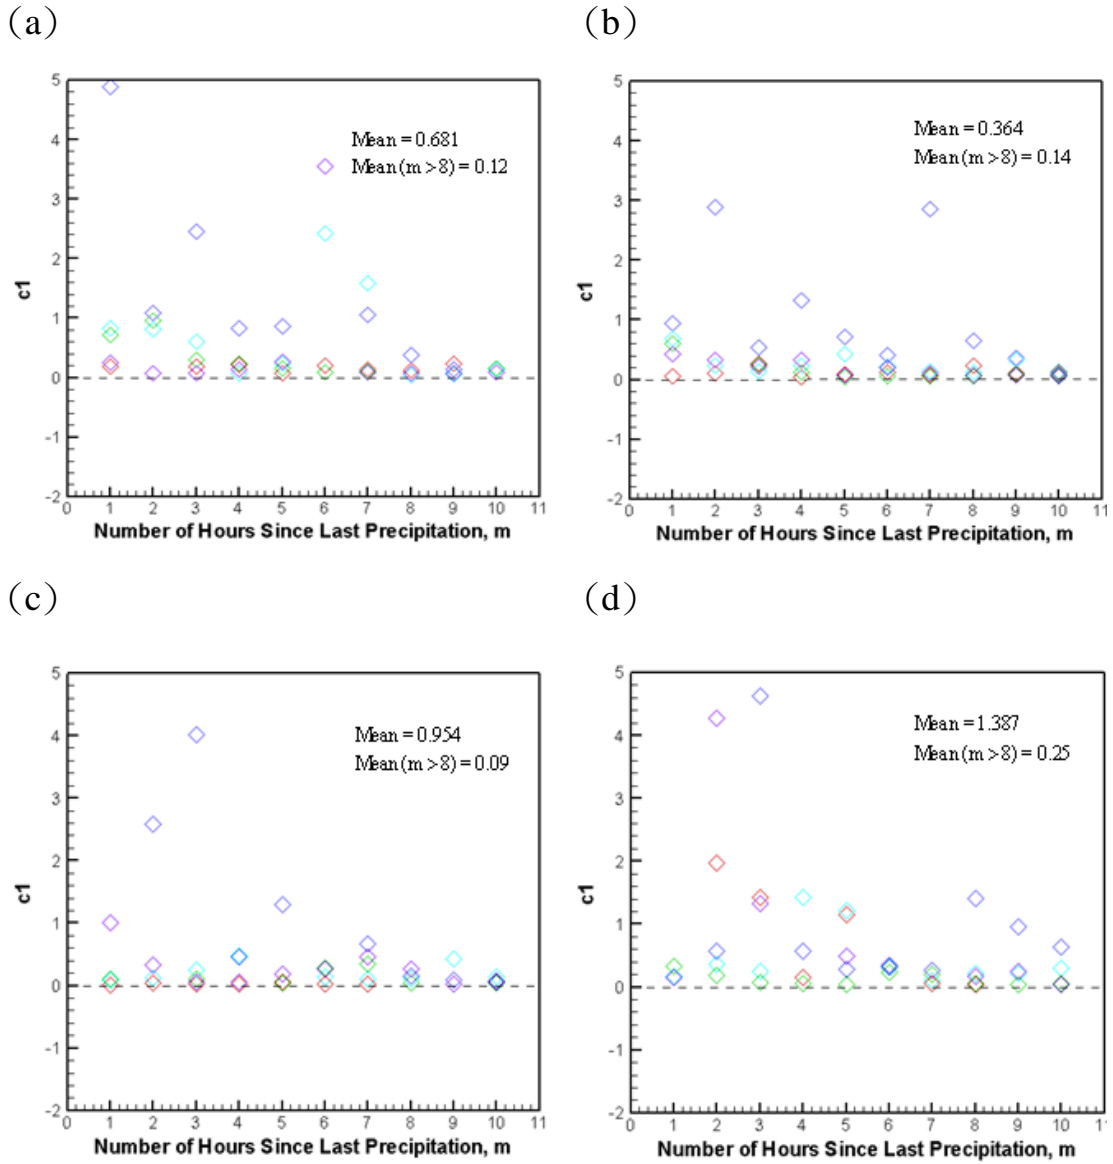 (a)
5
4
3
2
1
0
-1
-2
c1
Mean = 0.681
Mean (m > 8) = 0.12
0 1 2 3 4 5 6 7 8 9 10 11
Number of Hours Since Last Precipitation, m
(b)
5
4
3
2
1
0
-1
-2
c1
Mean = 0.364
Mean (m > 8) = 0.14
0 1 2 3 4 5 6 7 8 9 10 11
Number of Hours Since Last Precipitation, m
(c)
5
4
3
2
1
0
-1
-2
c1
Mean = 0.954
Mean (m > 8) = 0.09
0 1 2 3 4 5 6 7 8 9 10 11
Number of Hours Since Last Precipitation, m
(d)
5
4
3
2
1
0
-1
-2
c1
Mean = 1.387
Mean (m > 8) = 0.25
0 1 2 3 4 5 6 7 8 9 10 11
Number of Hours Since Last Precipitation, m